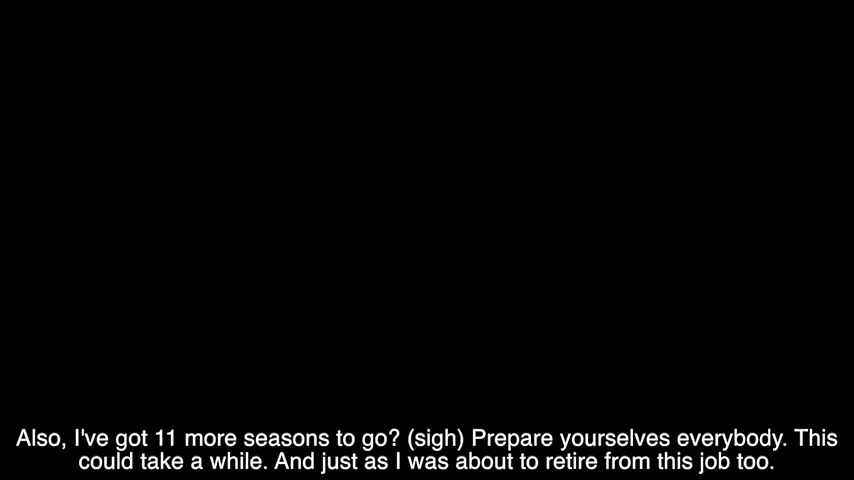 Also, I've got 11 more seasons to go? (sigh) Prepare yourselves everybody. This
could take a while. And just as I was about to retire from this job too.